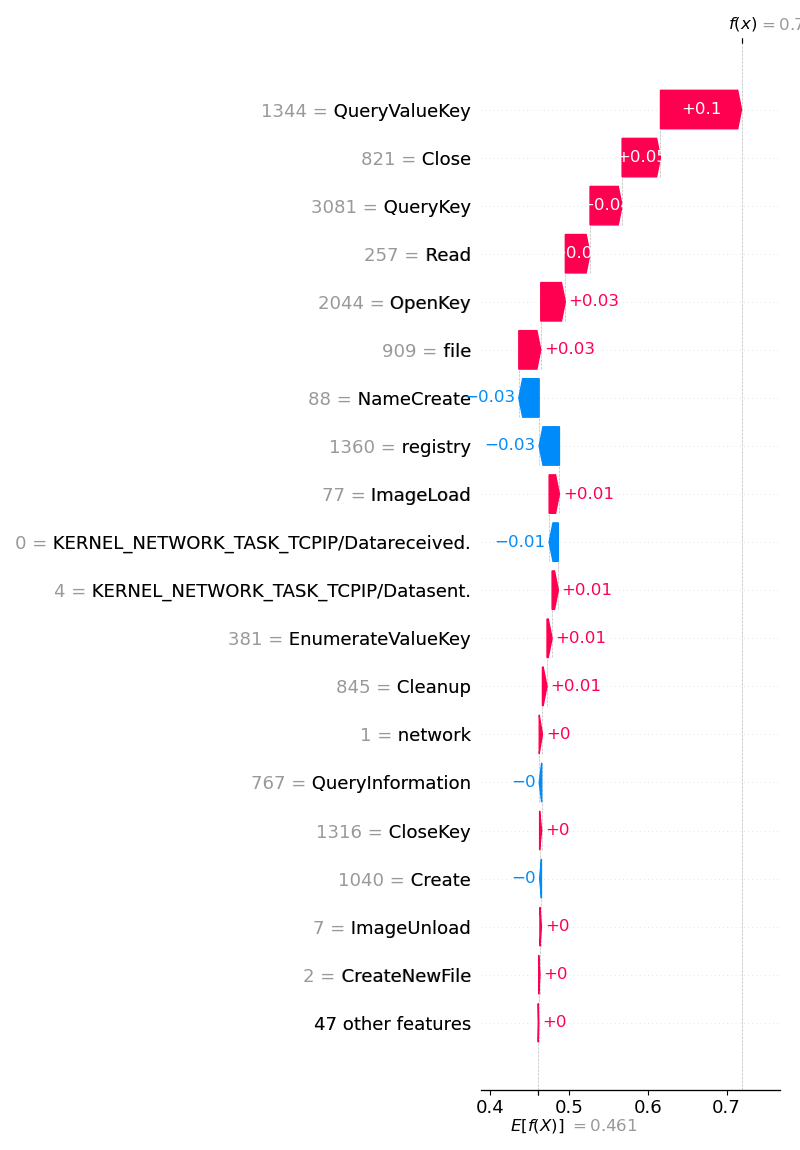 f(x) = 0.7
1344 = QueryValueKey +0.1
821 = Close +0.05
3081 = QueryKey +0.04
257 = Read
2044 = OpenKey +0.03
909 = file +0.03
88 = NameCreate −0.03
1360 = registry −0.03
77 = ImageLoad +0.01
0 = KERNEL_NETWORK_TASK_TCPIP/Datareceived. −0.01
4 = KERNEL_NETWORK_TASK_TCPIP/Datasent. +0.01
381 = EnumerateValueKey +0.01
845 = Cleanup +0.01
1 = network +0
767 = QueryInformation −0
1316 = CloseKey +0
1040 = Create −0
7 = ImageUnload +0
2 = CreateNewFile +0
47 other features +0
0.4 0.5 0.6 0.7
E[f(X)] = 0.461